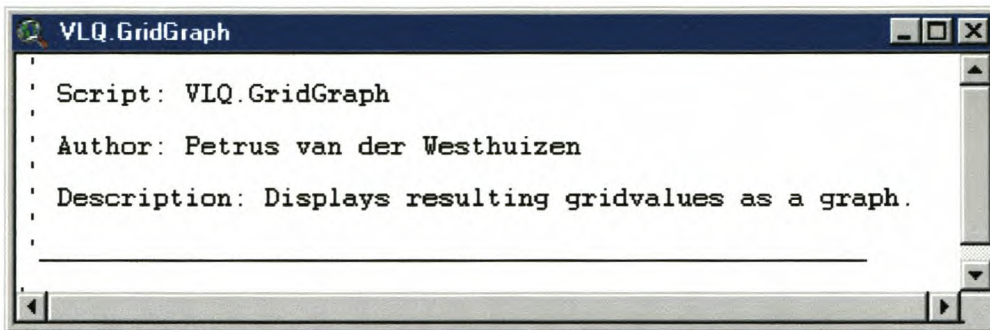 VLQ.GridGraph
'
' Script: VLQ.GridGraph
'
' Author: Petrus van der Westhuizen
'
' Description: Displays resulting gridvalues as a graph.
'
'
'